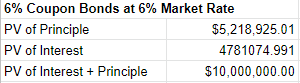 6% Coupon Bonds at 6% Market Rate
PV of Principle $5,218,925.01
PV of Interest 4781074.991
PV of Interest + Principle $10,000,000.00